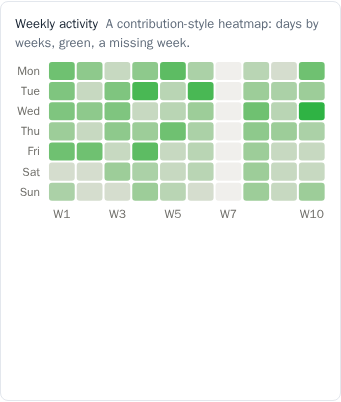 Weekly activity A contribution-style heatmap: days by
weeks, green, a missing week.
Mon
Tue
Wed
Thu
Fri
Sat
Sun
W1 W3 W5 W7 W10